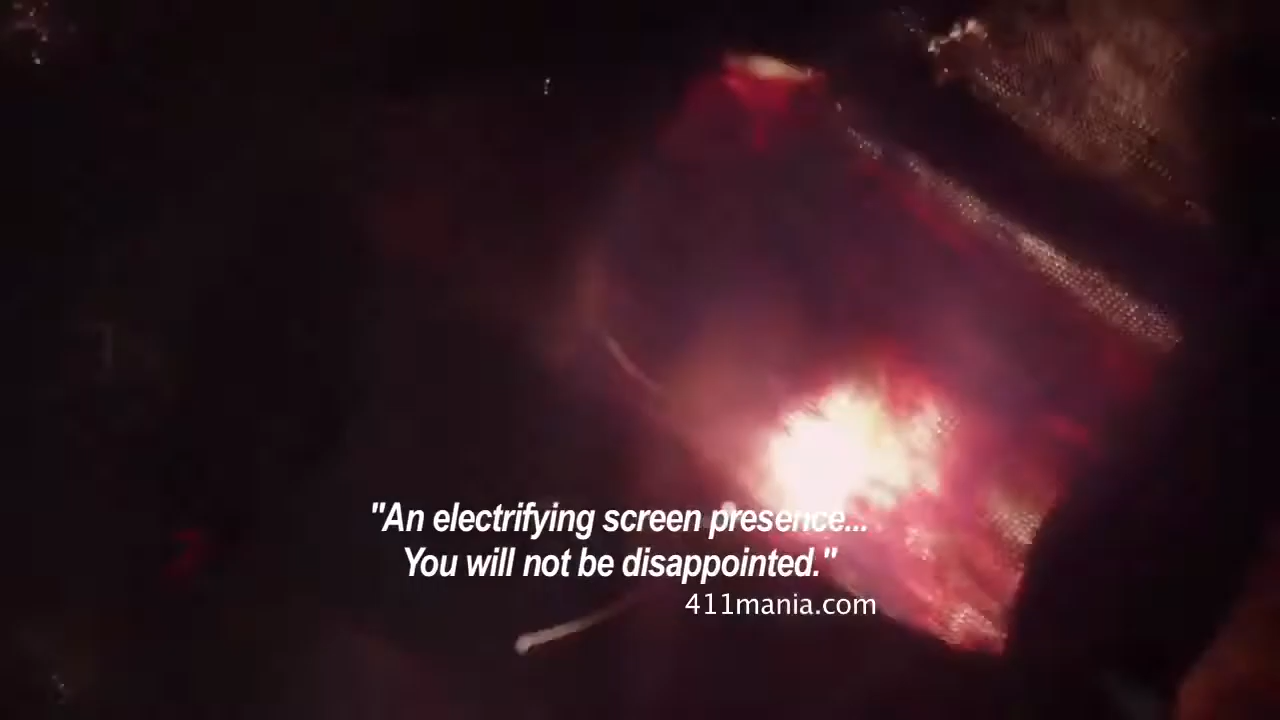 "An electrifying screen presence...
You will not be disappointed."
411mania.com